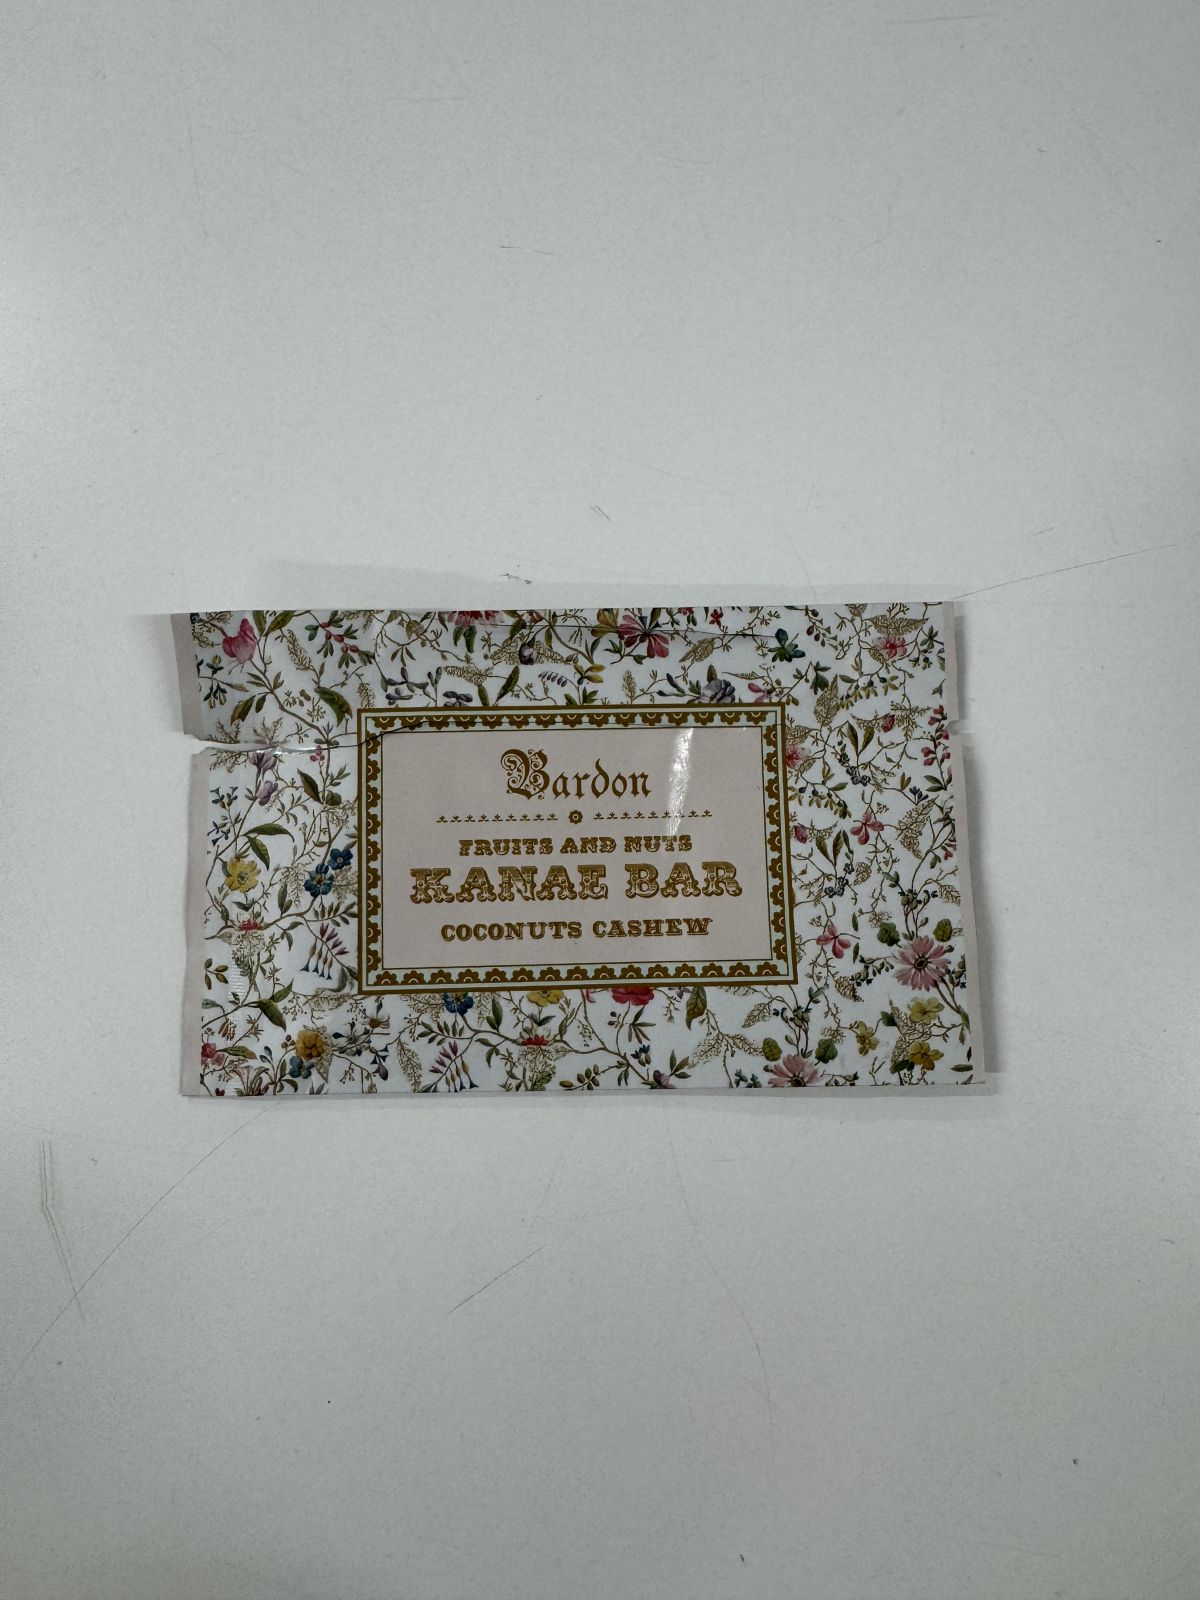 Bardon
FRUITS AND NUTS
KANAE BAR
COCONUTS CASHEW